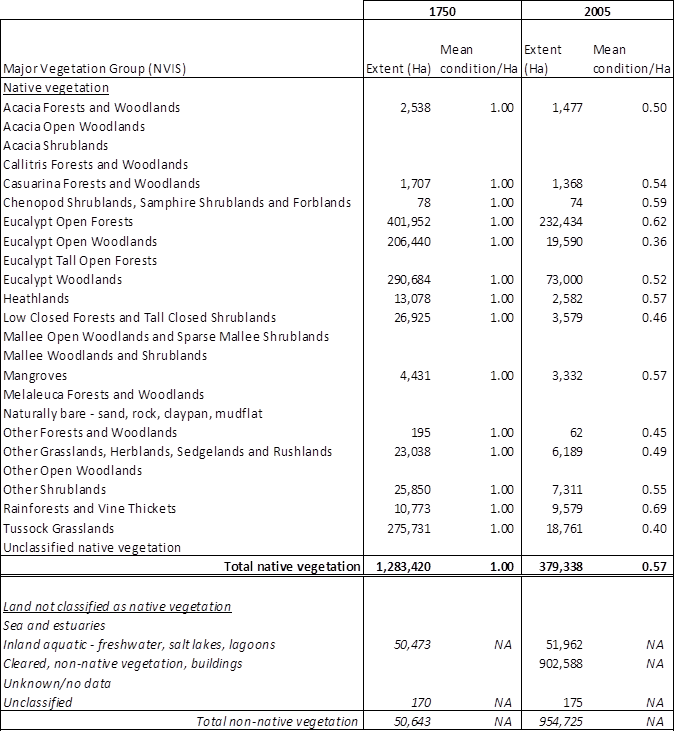 1750 2005
Mean Extent Mean
Major Vegetation Group (NVIS) Extent (Ha) condition/Ha (Ha) condition/Ha
Native vegetation
Acacia Forests and Woodlands 2,538 1.00 1,477 0.50
Acacia Open Woodlands
Acacia Shrublands
Callitris Forests and Woodlands
Casuarina Forests and Woodlands 1,707 1.00 1,368 0.54
Chenopod Shrublands, Samphire Shrublands and Forblands 78 1.00 74 0.59
Eucalypt Open Forests 401,952 1.00 232,434 0.62
Eucalypt Open Woodlands 206,440 1.00 19,590 0.36
Eucalypt Tall Open Forests
Eucalypt Woodlands 290,684 1.00 73,000 0.52
Heathlands 13,078 1.00 2,582 0.57
Low Closed Forests and Tall Closed Shrublands 26,925 1.00 3,579 0.46
Mallee Open Woodlands and Sparse Mallee Shrublands
Mallee Woodlands and Shrublands
Mangroves 4,431 1.00 3,332 0.57
Melaleuca Forests and Woodlands
Naturally bare - sand, rock, claypan, mudflat
Other Forests and Woodlands 195 1.00 62 0.45
Other Grasslands, Herblands, Sedgelands and Rushlands 23,038 1.00 6,189 0.49
Other Open Woodlands
Other Shrublands 25,850 1.00 7,311 0.55
Rainforests and Vine Thickets 10,773 1.00 9,579 0.69
Tussock Grasslands 275,731 1.00 18,761 0.40
Unclassified native vegetation
Total native vegetation 1,283,420 1.00 379,338 0.57
Land not classified as native vegetation
Sea and estuaries
Inland aquatic - freshwater, salt lakes, lagoons 50,473 NA 51,962 NA
Cleared, non-native vegetation, buildings 902,588 NA
Unknown/no data
Unclassified 170 NA 175 NA
Total non-native vegetation 50,643 NA 954,725 NA